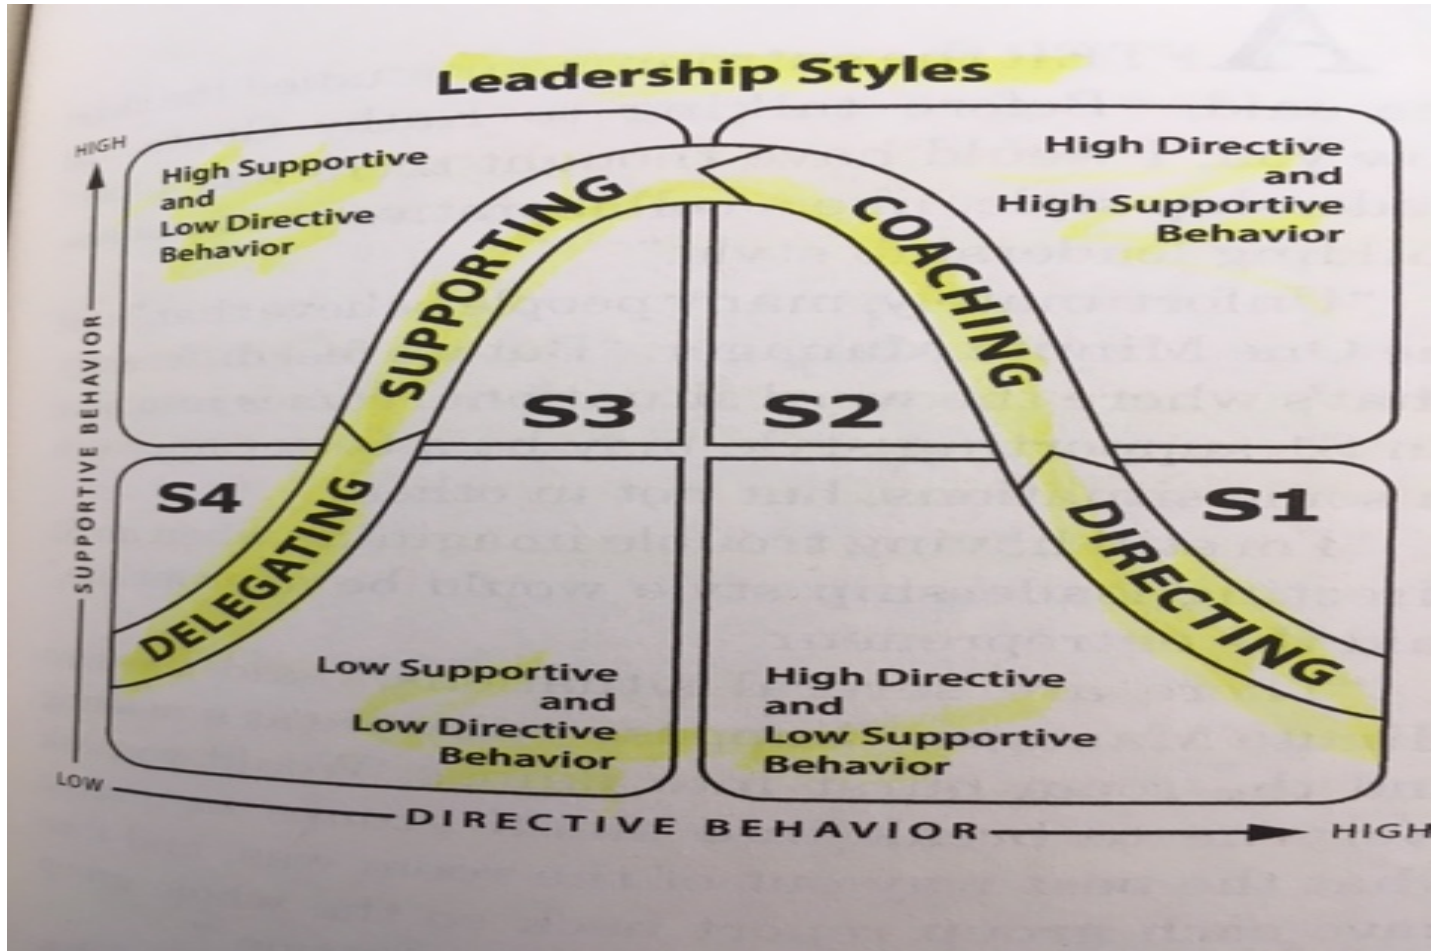 Leadership Styles
HIGH
High Supportive
and
Low Directive
Behavior
High Directive
and
High Supportive
Behavior
SUPPORTING
COACHING
S3
S2
SUPPORTIVE BEHAVIOR
S4
S1
DELEGATING
DIRECTING
Low Supportive
and
Low Directive
Behavior
High Directive
and
Low Supportive
Behavior
LOW
DIRECTIVE BEHAVIOR
HIGH